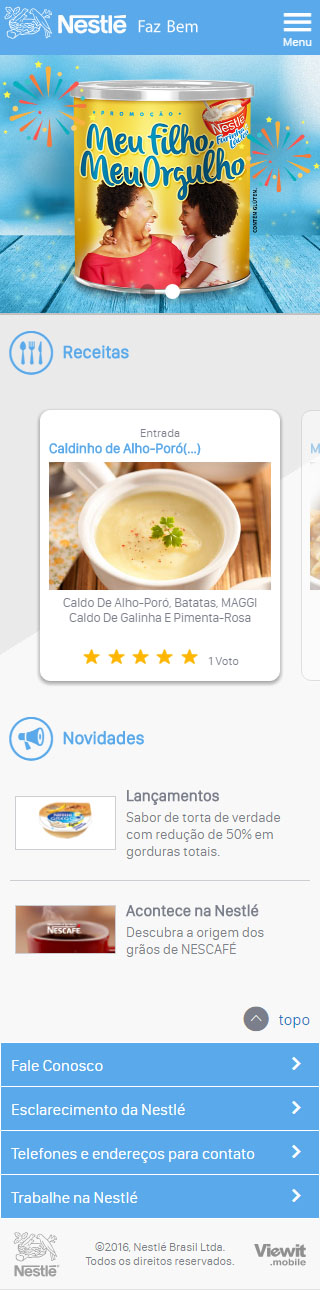 Nestlé Faz Bem
Menu
PROMOÇÃO
Nestlé
Farinha Láctea
Meu filho,
Meu Orgulho
CONTÉM GLÚTEN.
Receitas
Entrada
Caldinho de Alho-Poró(...)
M
Caldo De Alho-Poró, Batatas, MAGGI
Caldo De Galinha E Pimenta-Rosa
1 Voto
Novidades
Lançamentos
Sabor de torta de verdade
com redução de 50% em
gorduras totais.
Acontece na Nestlé
Descubra a origem dos
grãos de NESCAFÉ
NESCAFÉ
topo
Fale Conosco
Esclarecimento da Nestlé
Telefones e endereços para contato
Trabalhe na Nestlé
Nestlé
©2016, Nestlé Brasil Ltda.
Todos os direitos reservados.
Viewit
.mobile